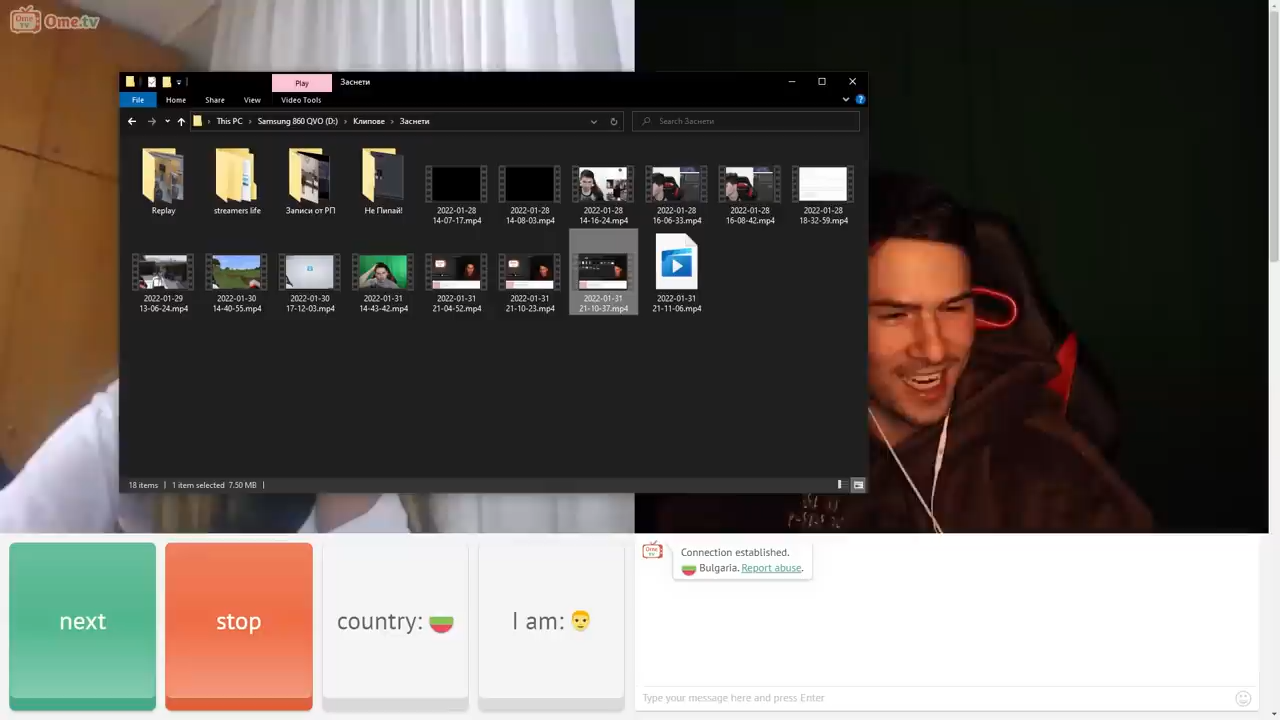 Ome.tv
Play
Заснети
File
Home
Share
View
Video Tools
This PC
Samsung 860 QVO (D:)
Клипове
Заснети
Search Заснети
Replay
streamers.life
Записи от РП
Не Пипай!
2022-01-28
14-07-17.mp4
2022-01-28
14-08-03.mp4
2022-01-28
14-16-24.mp4
2022-01-28
16-06-33.mp4
2022-01-28
16-08-42.mp4
2022-01-28
18-32-59.mp4
2022-01-29
13-06-24.mp4
2022-01-30
14-40-55.mp4
2022-01-30
17-12-03.mp4
2022-01-31
14-43-42.mp4
2022-01-31
21-04-52.mp4
2022-01-31
21-10-23.mp4
2022-01-31
21-10-37.mp4
2022-01-31
21-11-06.mp4
18 items
1 item selected 7.50 MB
next
stop
country:
I am:
Connection established.
Bulgaria. Report abuse.
Type your message here and press Enter